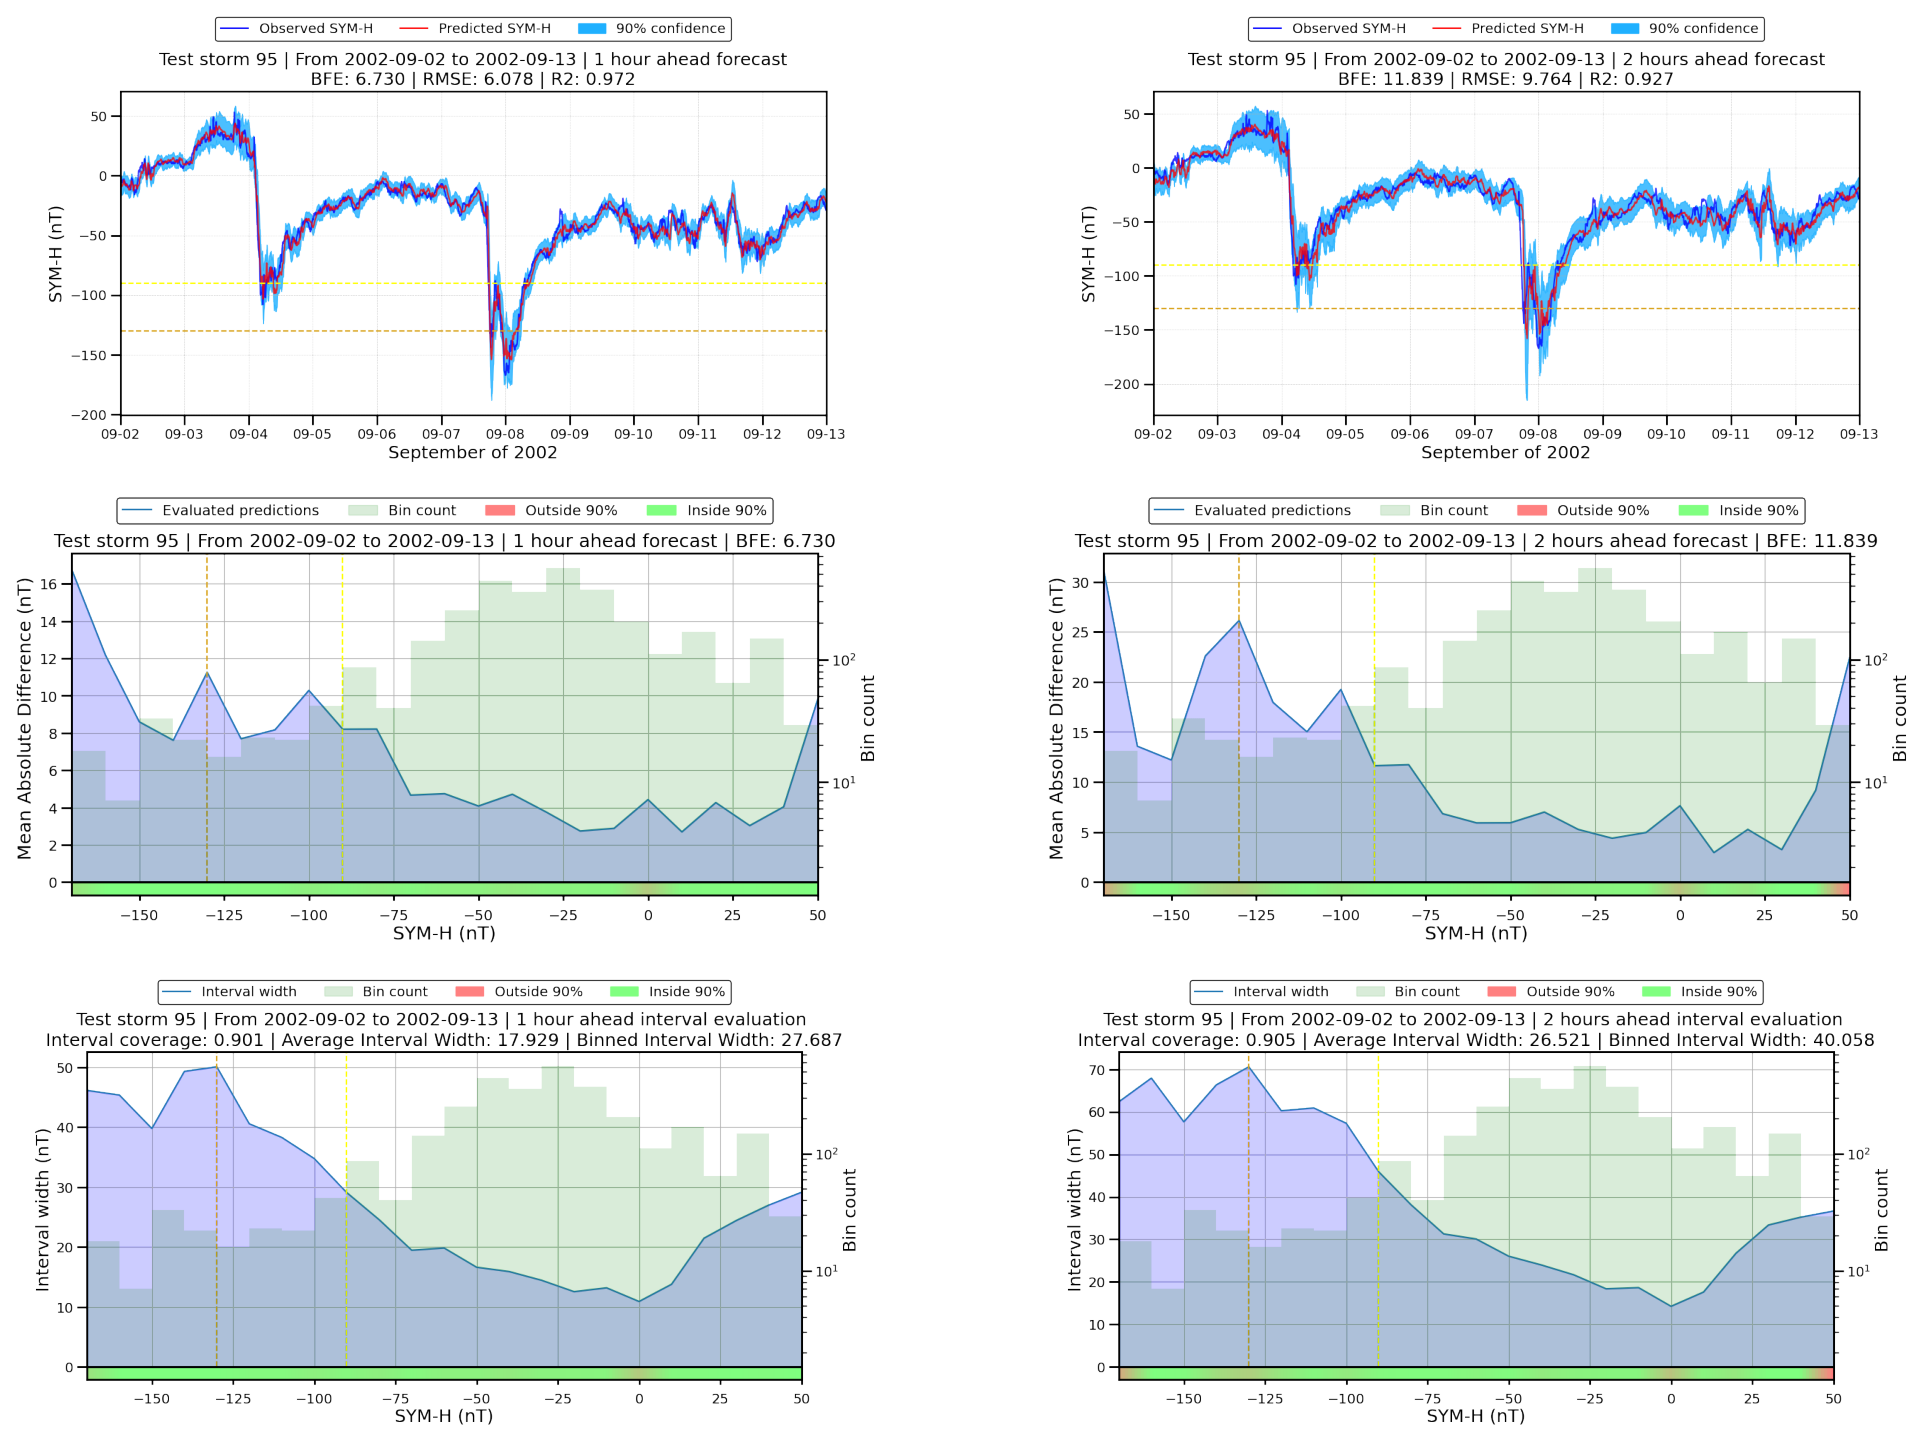 Observed SYM-H Predicted SYM-H 90% confidence
Test storm 95 | From 2002-09-02 to 2002-09-13 | 1 hour ahead forecast
BFE: 6.730 | RMSE: 6.078 | R2: 0.972
SYM-H (nT)
50
0
−50
−100
−150
−200
09-02 09-03 09-04 09-05 09-06 09-07 09-08 09-09 09-10 09-11 09-12 09-13
September of 2002
Observed SYM-H Predicted SYM-H 90% confidence
Test storm 95 | From 2002-09-02 to 2002-09-13 | 2 hours ahead forecast
BFE: 11.839 | RMSE: 9.764 | R2: 0.927
SYM-H (nT)
50
0
−50
−100
−150
−200
09-02 09-03 09-04 09-05 09-06 09-07 09-08 09-09 09-10 09-11 09-12 09-13
September of 2002
Evaluated predictions Bin count Outside 90% Inside 90%
Test storm 95 | From 2002-09-02 to 2002-09-13 | 1 hour ahead forecast | BFE: 6.730
Mean Absolute Difference (nT)
16
14
12
10
8
6
4
2
0
10²
10¹
Bin count
−150 −125 −100 −75 −50 −25 0 25 50
SYM-H (nT)
Evaluated predictions Bin count Outside 90% Inside 90%
Test storm 95 | From 2002-09-02 to 2002-09-13 | 2 hours ahead forecast | BFE: 11.839
Mean Absolute Difference (nT)
30
25
20
15
10
5
0
10²
10¹
Bin count
−150 −125 −100 −75 −50 −25 0 25 50
SYM-H (nT)
Interval width Bin count Outside 90% Inside 90%
Test storm 95 | From 2002-09-02 to 2002-09-13 | 1 hour ahead interval evaluation
Interval coverage: 0.901 | Average Interval Width: 17.929 | Binned Interval Width: 27.687
Interval width (nT)
50
40
30
20
10
0
10²
10¹
Bin count
−150 −125 −100 −75 −50 −25 0 25 50
SYM-H (nT)
Interval width Bin count Outside 90% Inside 90%
Test storm 95 | From 2002-09-02 to 2002-09-13 | 2 hours ahead interval evaluation
Interval coverage: 0.905 | Average Interval Width: 26.521 | Binned Interval Width: 40.058
Interval width (nT)
70
60
50
40
30
20
10
0
10²
10¹
Bin count
−150 −125 −100 −75 −50 −25 0 25 50
SYM-H (nT)